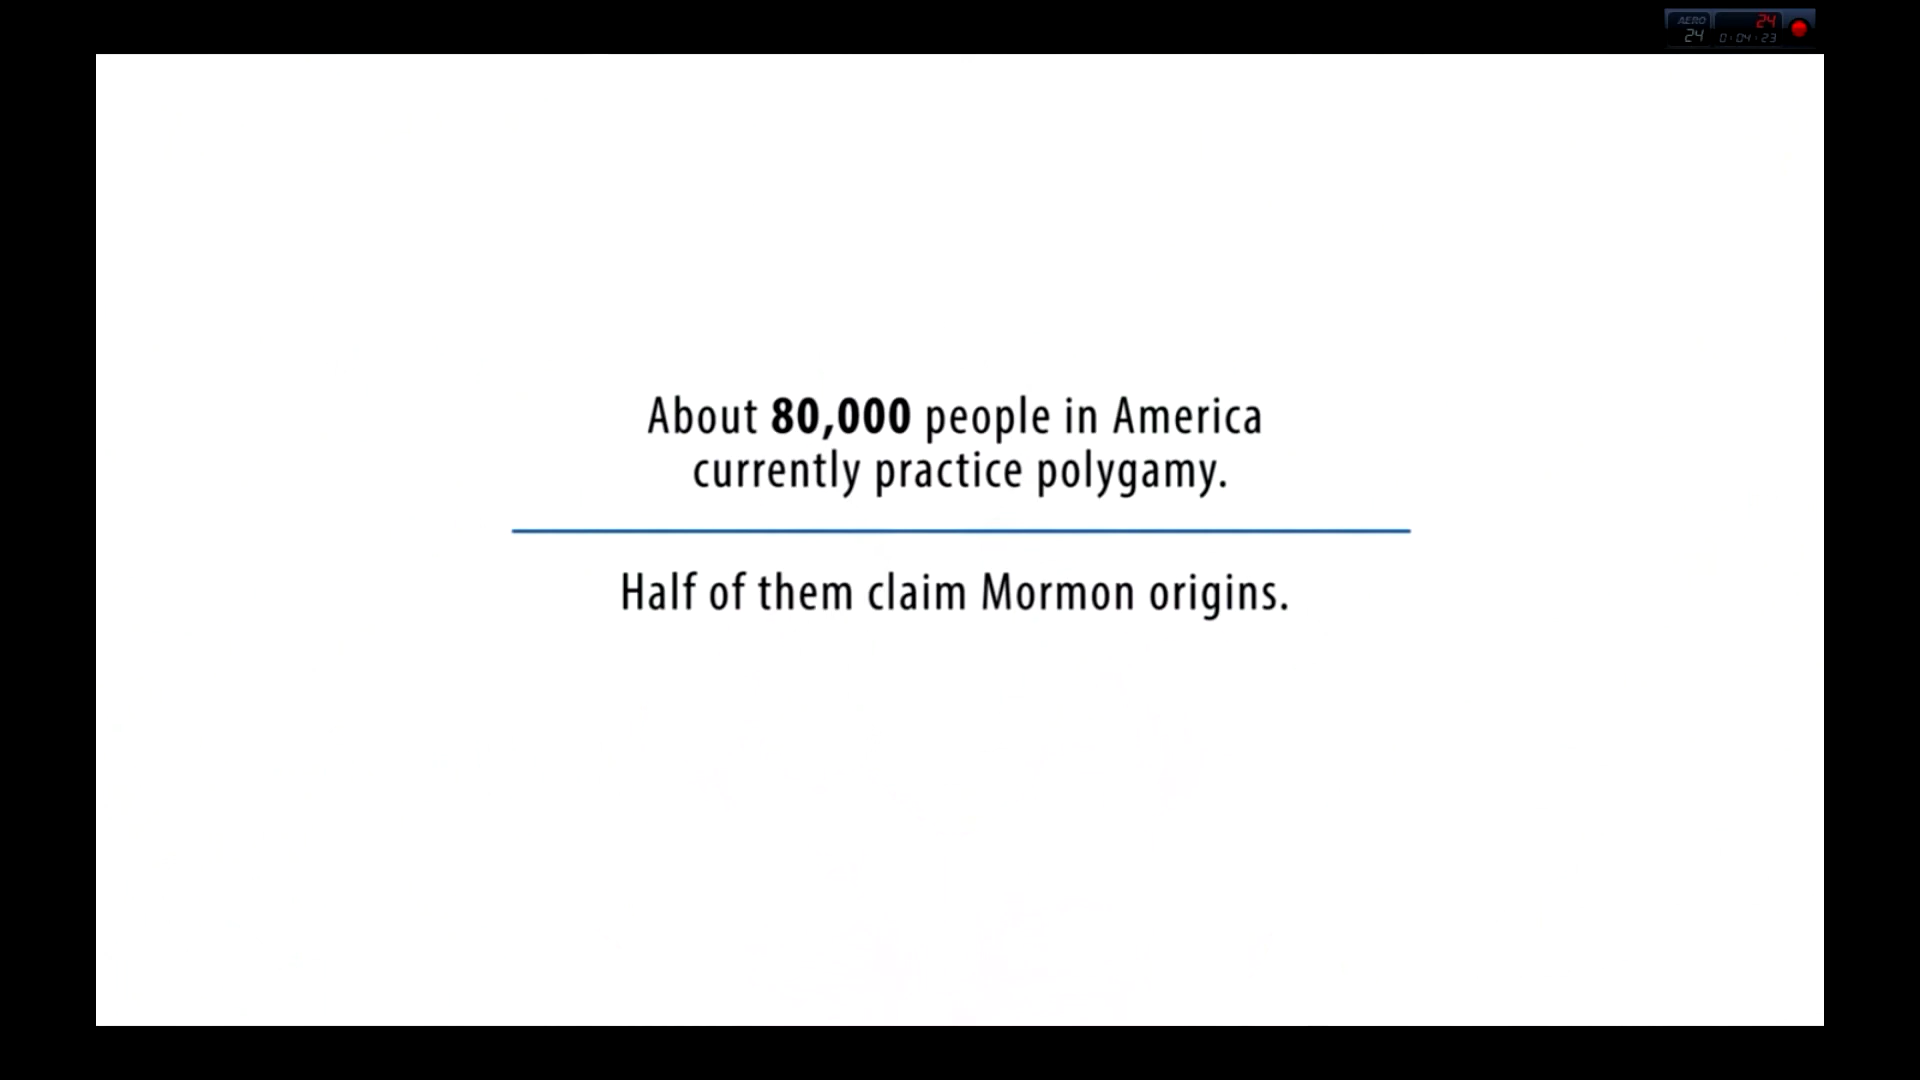 AERO 24
24 0:04:23
About 80,000 people in America
currently practice polygamy.
Half of them claim Mormon origins.